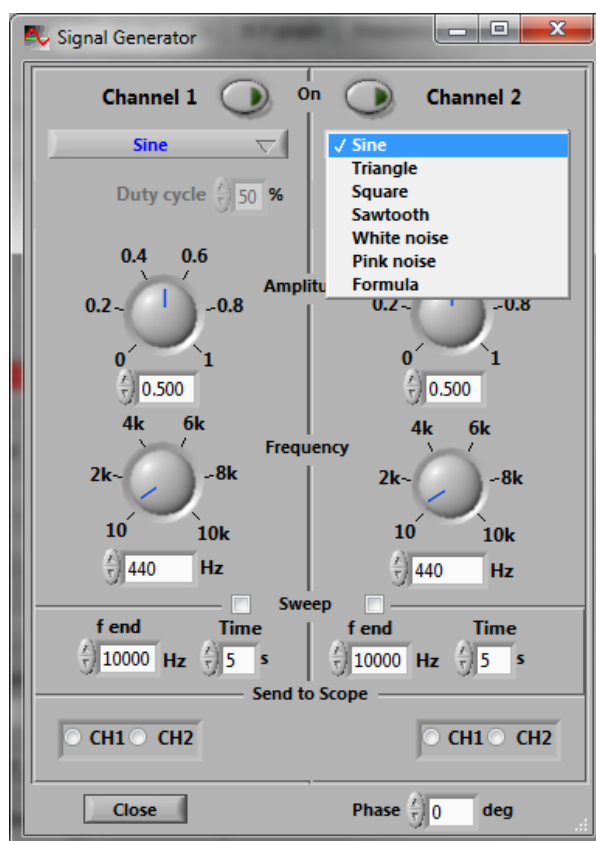 Signal Generator
Channel 1 On Channel 2
Sine
✓ Sine
Triangle
Square
Sawtooth
White noise
Pink noise
Formula
Duty cycle 50 %
0.4 0.6
0.2 0.8
0 1
0.500
Amplitu
0.2 0.8
0 1
0.500
4k 6k
2k 8k
10 10k
440 Hz
Frequency
4k 6k
2k 8k
10 10k
440 Hz
Sweep
f end Time
10000 Hz 5 s
f end Time
10000 Hz 5 s
Send to Scope
CH1 CH2
CH1 CH2
Close Phase 0 deg